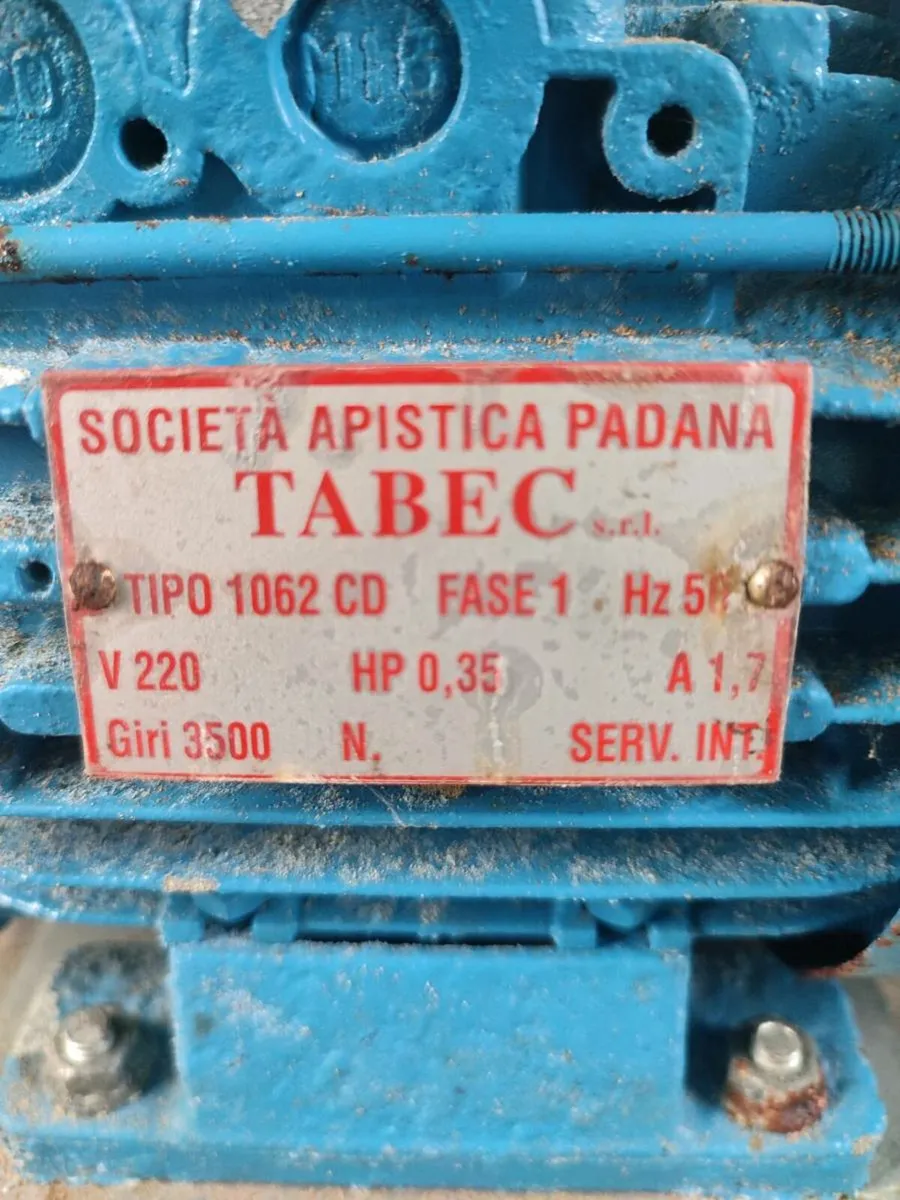 MIG
SOCIETÀ APISTICA PADANA
TABEC s.r.l.
TIPO 1062 CD FASE 1 Hz 50
V 220 HP 0,35 A 1,7
Giri 3500 N. SERV. INT.